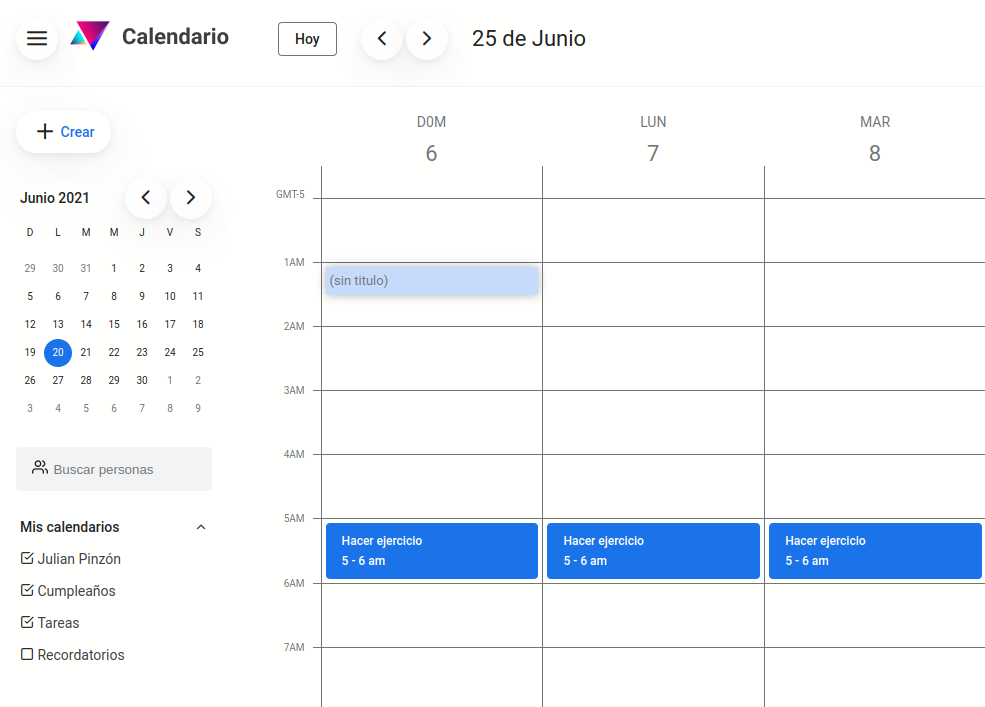 Calendario
Hoy
25 de Junio
Crear
Junio 2021
D L M M J V S
29 30 31 1 2 3 4
5 6 7 8 9 10 11
12 13 14 15 16 17 18
19 20 21 22 23 24 25
26 27 28 29 30 1 2
3 4 5 6 7 8 9
Buscar personas
Mis calendarios
Julian Pinzón
Cumpleaños
Tareas
Recordatorios
DOM LUN MAR
6 7 8
GMT-5
1AM
(sin titulo)
2AM
3AM
4AM
5AM
Hacer ejercicio Hacer ejercicio Hacer ejercicio
5 - 6 am 5 - 6 am 5 - 6 am
6AM
7AM